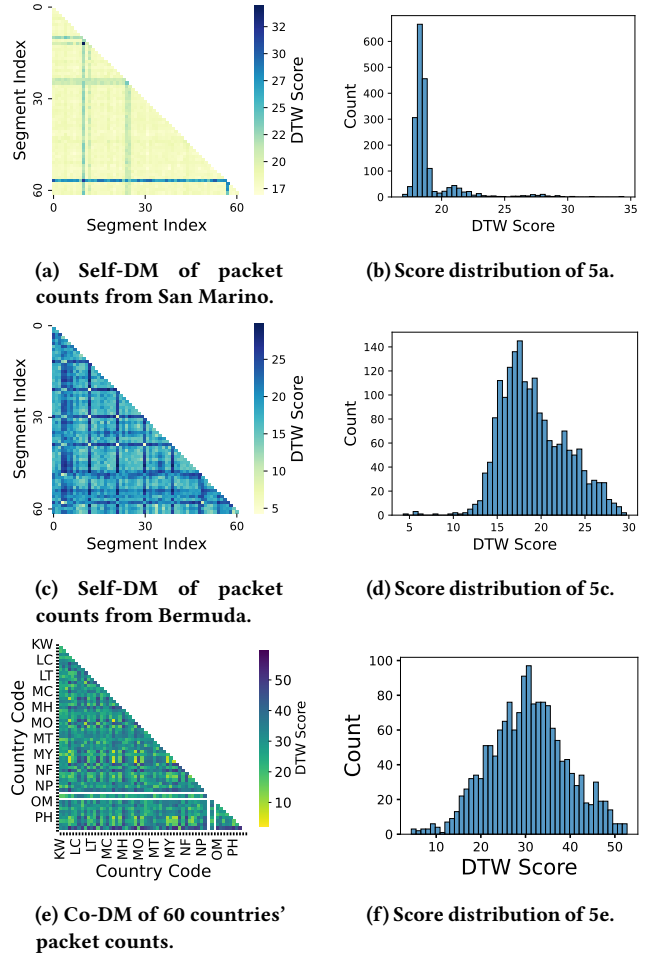 0
30
60
Segment Index
0
30
60
Segment Index
32
30
27
25
22
20
17
DTW Score
600
500
400
300
200
100
0
Count
20
25
30
35
DTW Score
(a) Self-DM of packet
counts from San Marino.
(b) Score distribution of 5a.
0
30
60
Segment Index
0
30
60
Segment Index
25
20
15
10
5
DTW Score
140
120
100
80
60
40
20
0
Count
5
10
15
20
25
30
DTW Score
(c) Self-DM of packet
counts from Bermuda.
(d) Score distribution of 5c.
KW
LC
LT
MC
MH
MO
MT
MY
NF
NP
OM
PH
Country Code
KW
LC
LT
MC
MH
MO
MT
MY
NF
NP
OM
PH
Country Code
50
40
30
20
10
DTW Score
100
80
60
40
20
0
Count
10
20
30
40
50
DTW Score
(e) Co-DM of 60 countries’
packet counts.
(f) Score distribution of 5e.